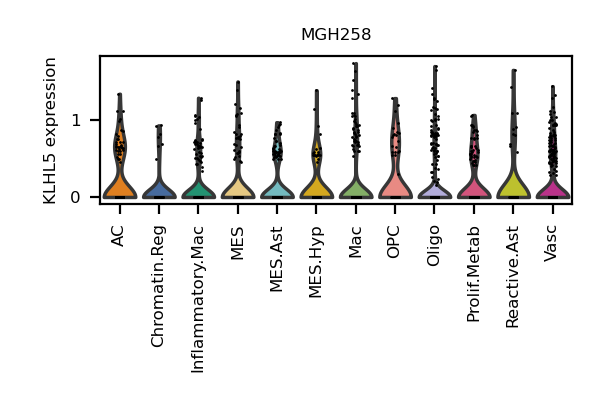 MGH258
KLHL5 expression
1
0
AC
Chromatin.Reg
Inflammatory.Mac
MES
MES.Ast
MES.Hyp
Mac
OPC
Oligo
Prolif.Metab
Reactive.Ast
Vasc